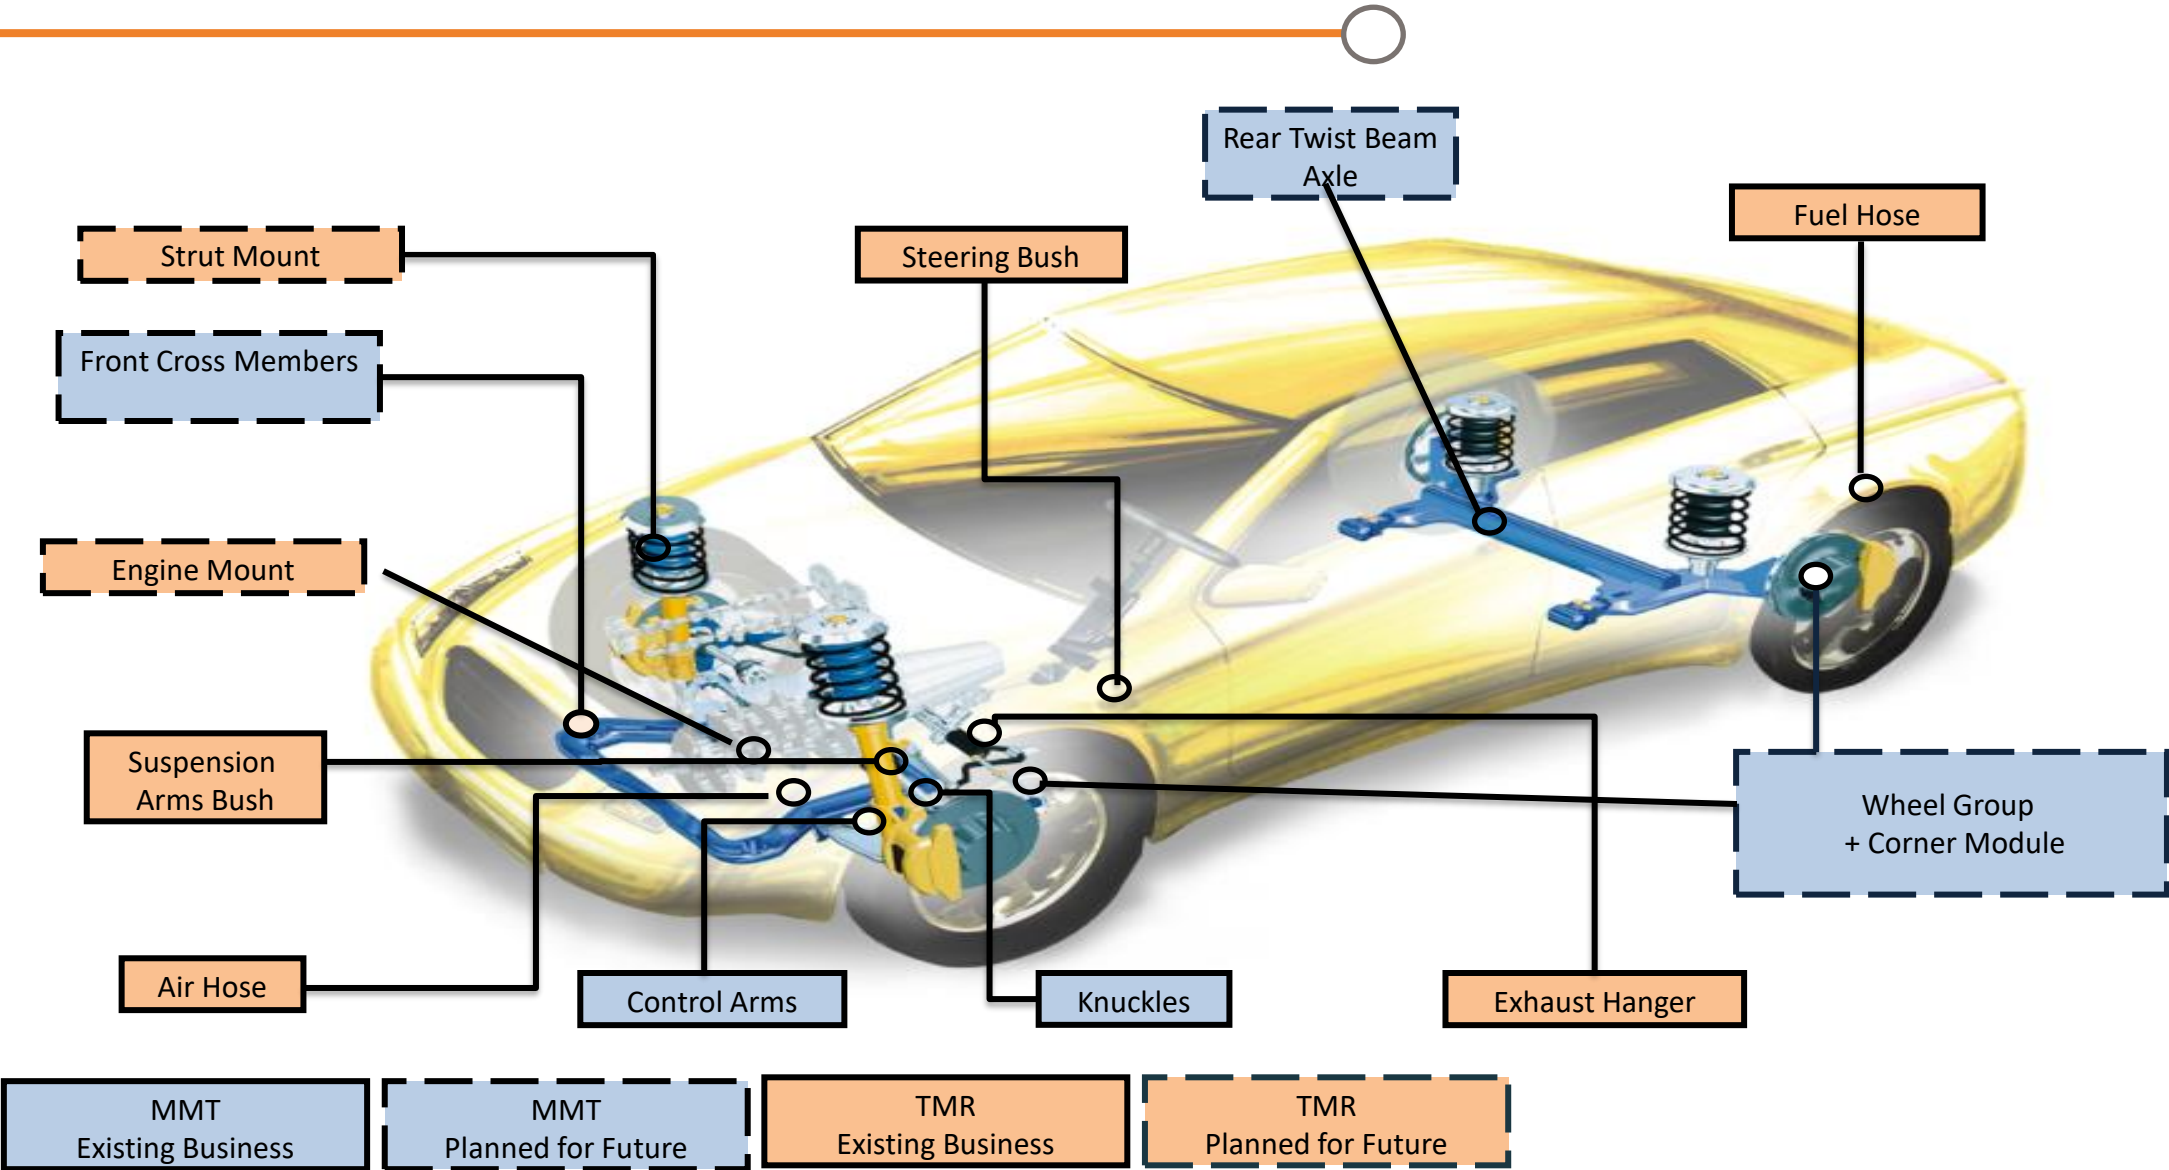 Rear Twist Beam
Axle
Fuel Hose
Strut Mount
Steering Bush
Front Cross Members
Engine Mount
Suspension
Arms Bush
Wheel Group
+ Corner Module
Air Hose
Control Arms
Knuckles
Exhaust Hanger
MMT
Existing Business
MMT
Planned for Future
TMR
Existing Business
TMR
Planned for Future